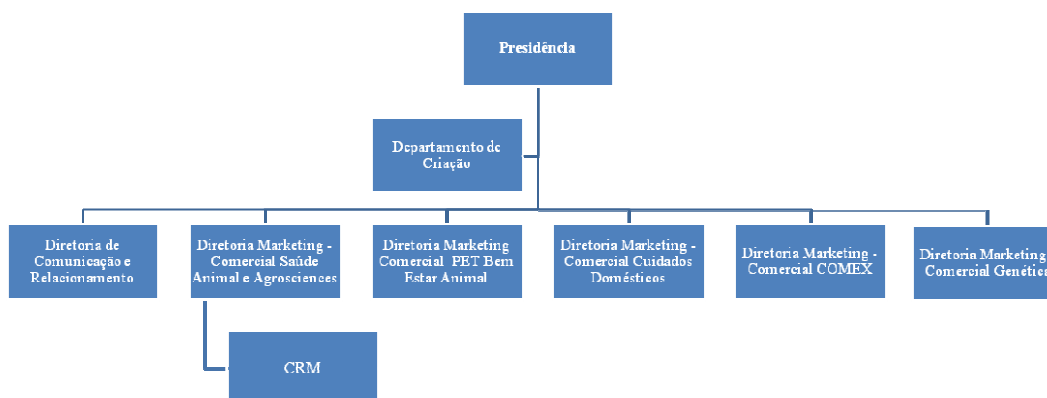 Presidência
Departamento de
Criação
Diretoria de
Comunicação e
Relacionamento
Diretoria Marketing -
Comercial Saúde
Animal e Agrosciences
Diretoria Marketing
Comercial PET Bem
Estar Animal
Diretoria Marketing -
Comercial Cuidados
Domésticos
Diretoria Marketing -
Comercial COMEX
Diretoria Marketing
Comercial Genética
CRM